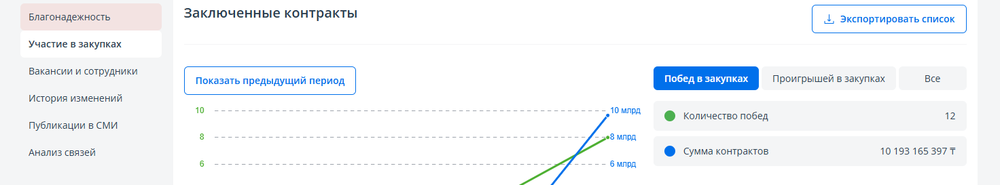 Благонадежность
Участие в закупках
Вакансии и сотрудники
История изменений
Публикации в СМИ
Анализ связей
Заключенные контракты
Экспортировать список
Показать предыдущий период
Побед в закупках
Проигрышей в закупках
Все
10
10 млрд
8
8 млрд
6
6 млрд
Количество побед 12
Сумма контрактов 10 193 165 397 ₸